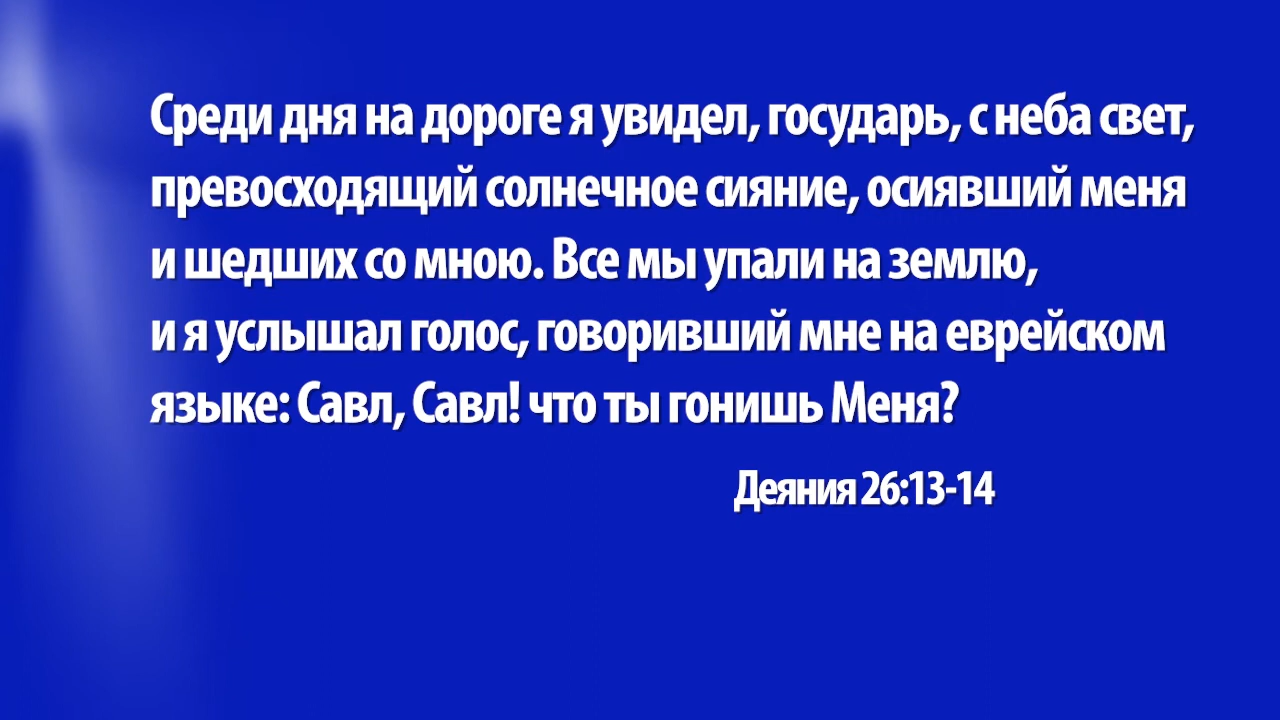 Среди дня на дороге я увидел, государь, с неба свет,
превосходящий солнечное сияние, осиявший меня
и шедших со мною. Все мы упали на землю,
и я услышал голос, говоривший мне на еврейском
языке: Савл, Савл! что ты гонишь Меня?
Деяния 26:13-14